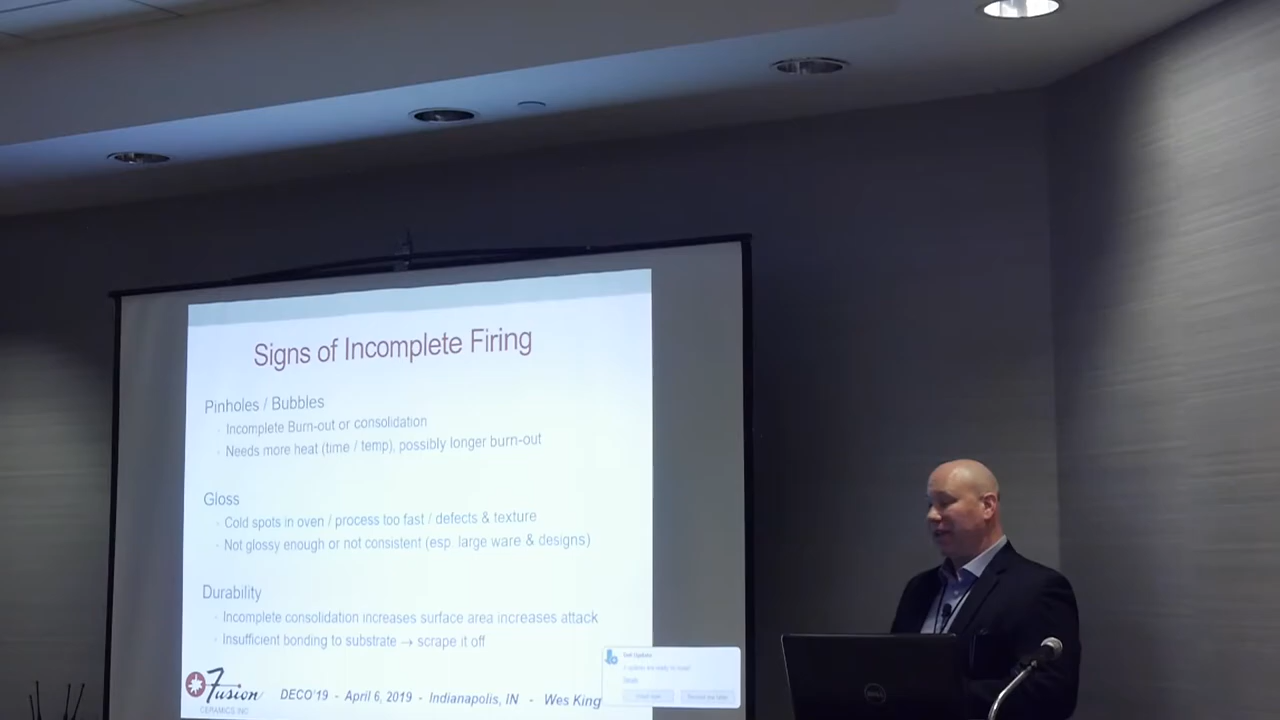 Signs of Incomplete Firing
Pinholes / Bubbles
Incomplete Burn-out or consolidation
Needs more heat (time / temp), possibly longer burn-out
Gloss
Cold spots in oven / process too fast / defects & texture
Not glossy enough or not consistent (esp. large ware & designs)
Durability
Incomplete consolidation increases surface area increases attack
Insufficient bonding to substrate → scrape it off
Fusion
CERAMICS INC
DECO'19 - April 6, 2019 - Indianapolis, IN - Wes King
Dell Updates
Details
DELL